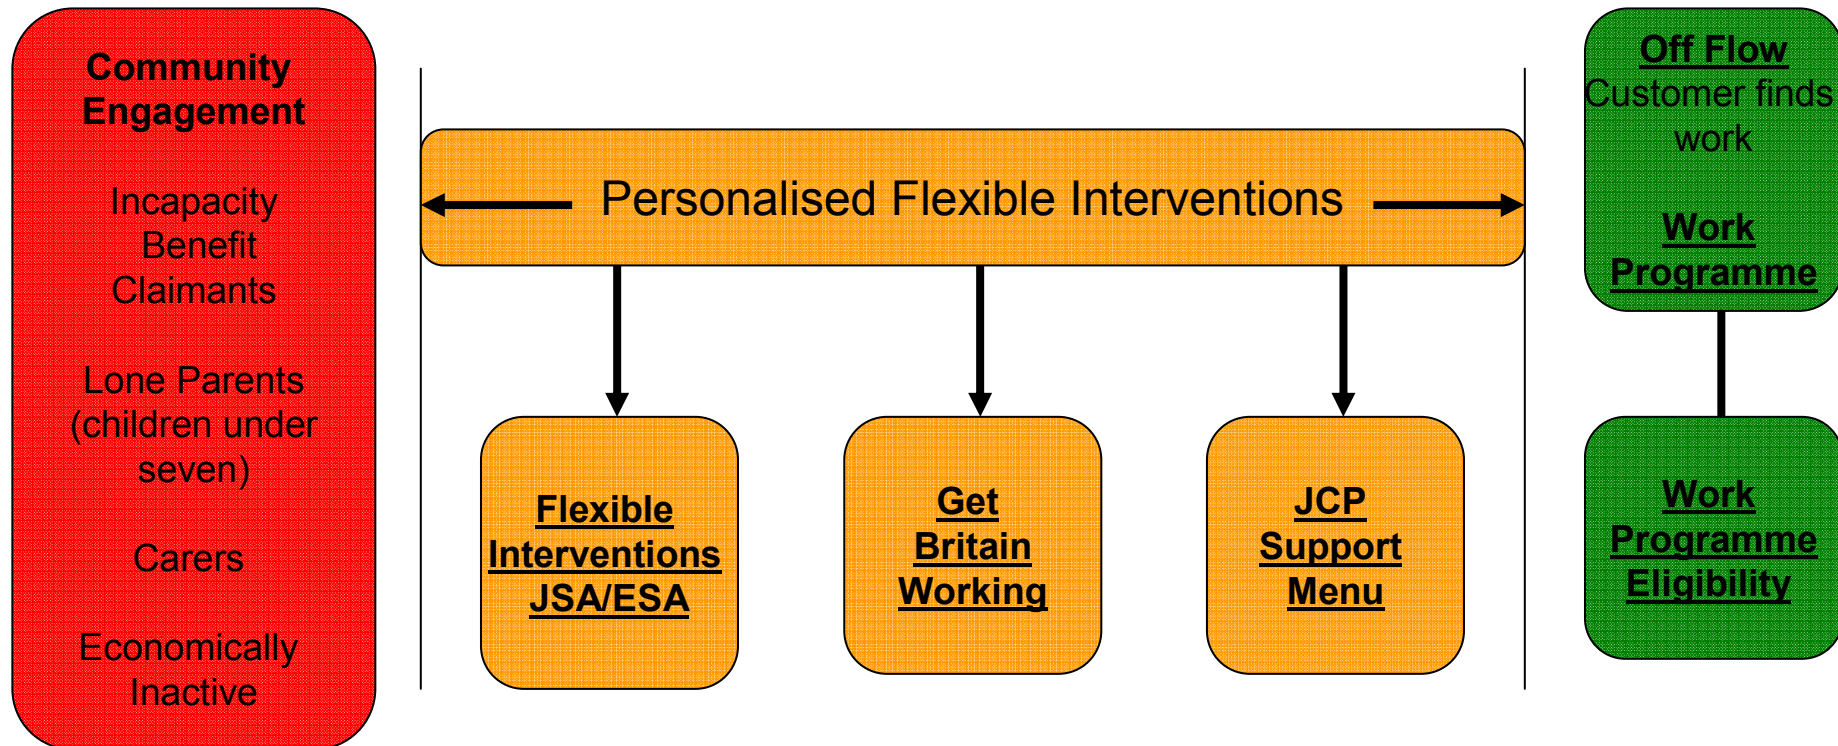 Community
Engagement
Incapacity
Benefit
Claimants
Lone Parents
(children under
seven)
Carers
Economically
Inactive
Personalised Flexible Interventions
Flexible
Interventions
JSA/ESA
Get
Britain
Working
JCP
Support
Menu
Off Flow
Customer finds
work
Work
Programme
Work
Programme
Eligibility